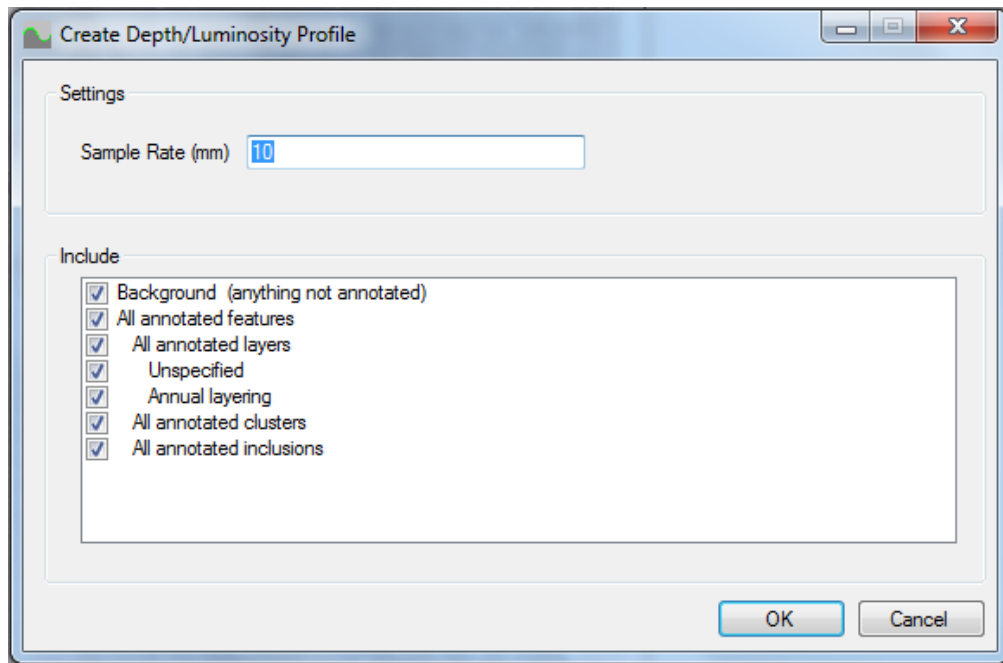 Create Depth/Luminosity Profile
Settings
Sample Rate (mm) 10
Include
Background (anything not annotated)
All annotated features
All annotated layers
Unspecified
Annual layering
All annotated clusters
All annotated inclusions
OK Cancel